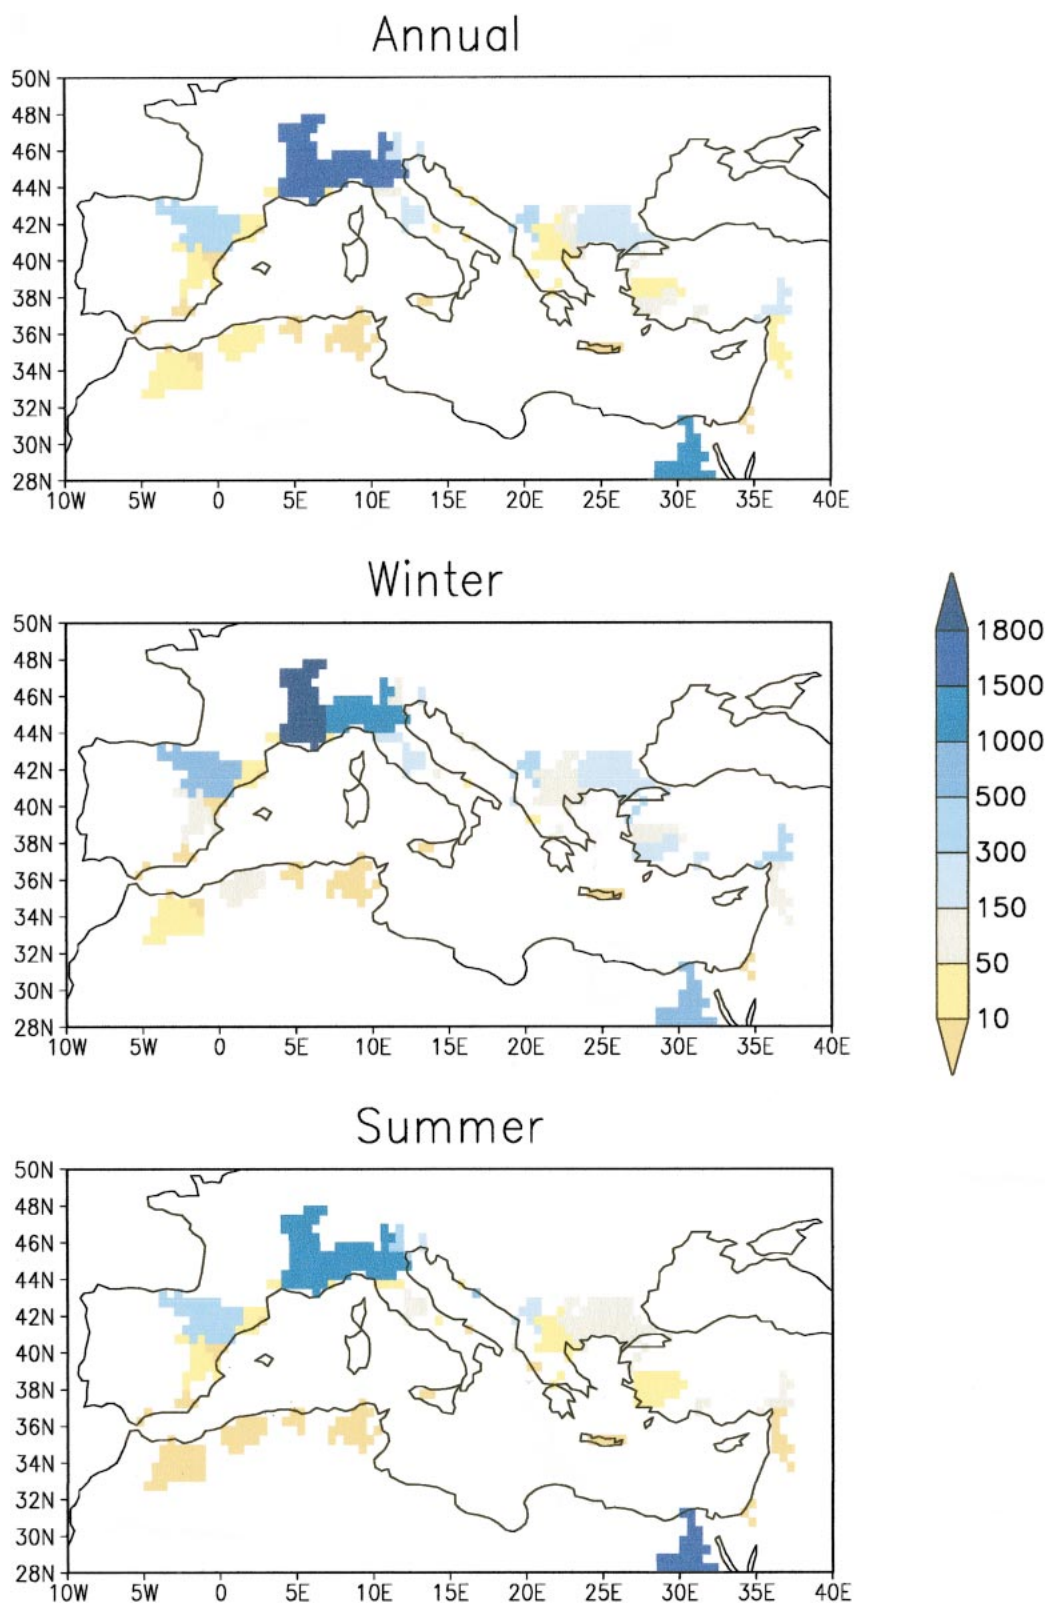 Annual
50N
48N
46N
44N
42N
40N
38N
36N
34N
32N
30N
28N
10W 5W 0 5E 10E 15E 20E 25E 30E 35E 40E
Winter
50N
48N
46N
44N
42N
40N
38N
36N
34N
32N
30N
28N
10W 5W 0 5E 10E 15E 20E 25E 30E 35E 40E
1800
1500
1000
500
300
150
50
10
Summer
50N
48N
46N
44N
42N
40N
38N
36N
34N
32N
30N
28N
10W 5W 0 5E 10E 15E 20E 25E 30E 35E 40E